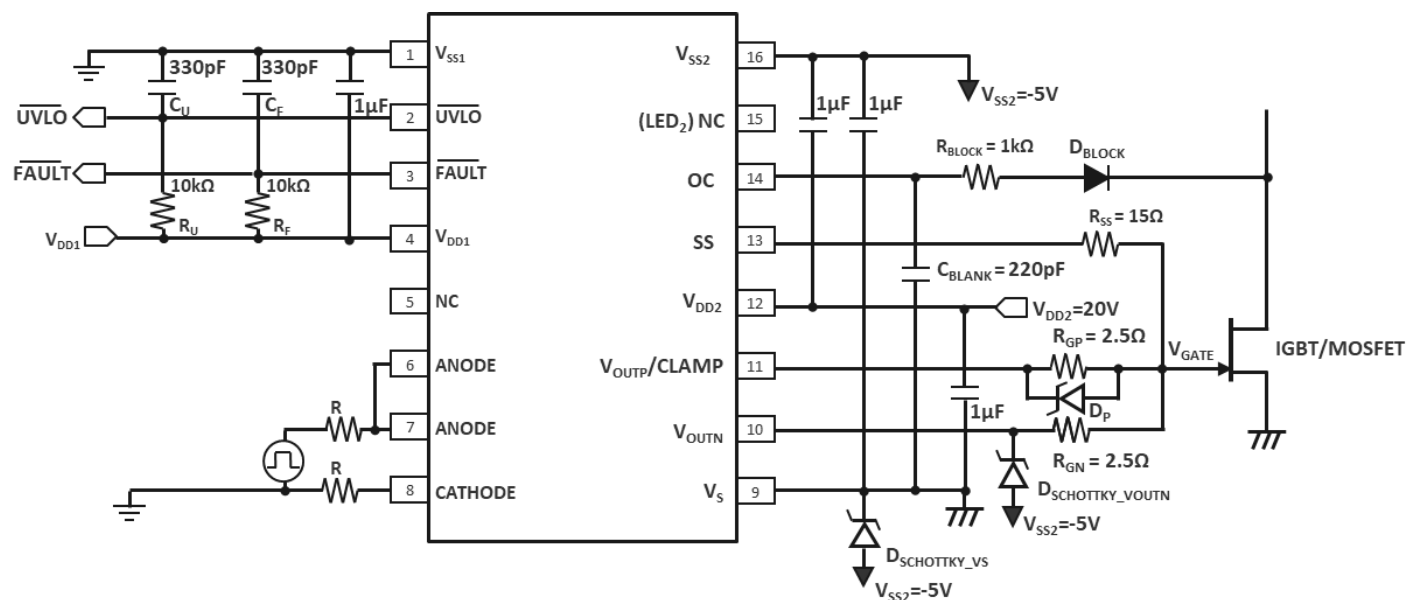 1 V_SS1
330pF 330pF
C_U C_F 1µF
UVLO 2 UVLO
FAULT 3 FAULT
10kΩ 10kΩ
R_U R_F
V_DD1 4 V_DD1
5 NC
6 ANODE
R 7 ANODE
R 8 CATHODE
V_SS2 16
V_SS2=-5V
1µF 1µF
(LED_2) NC 15
R_BLOCK = 1kΩ D_BLOCK
OC 14
R_SS = 15Ω
SS 13
C_BLANK = 220pF
V_DD2 12 V_DD2=20V
R_GP = 2.5Ω
V_OUTP/CLAMP 11 V_GATE IGBT/MOSFET
D_P
1µF
V_OUTN 10
R_GN = 2.5Ω
V_S 9
D_SCHOTTKY_VOUTN
V_SS2=-5V
D_SCHOTTKY_VS
V_SS2=-5V